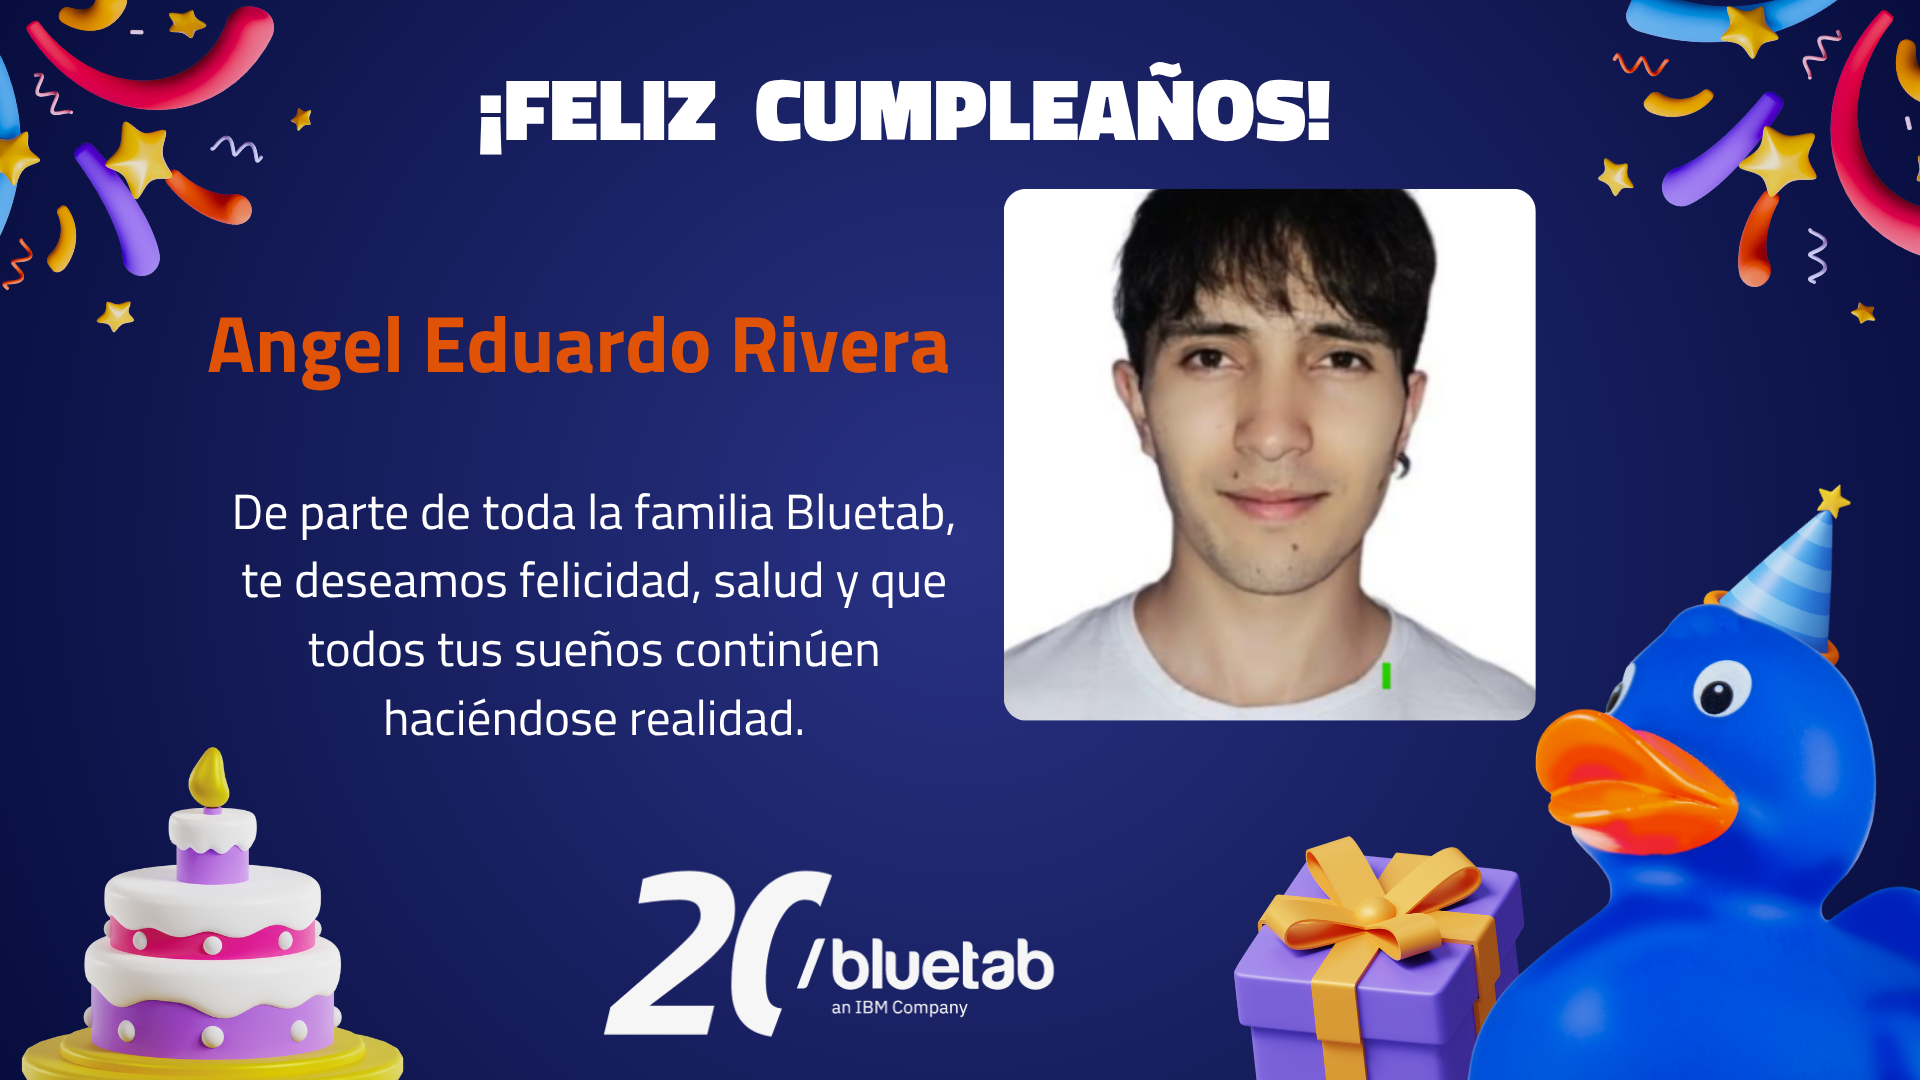 ¡FELIZ CUMPLEAÑOS!
Angel Eduardo Rivera
De parte de toda la familia Bluetab,
te deseamos felicidad, salud y que
todos tus sueños continúen
haciéndose realidad.
20/bluetab
an IBM Company